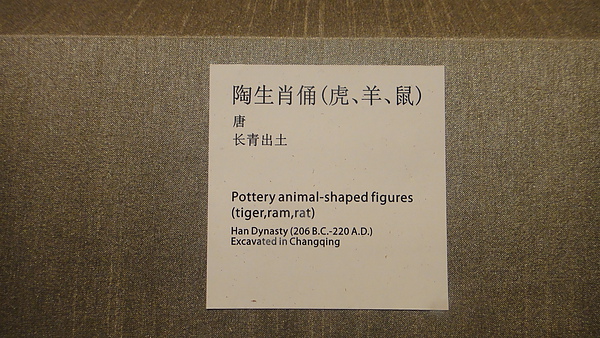 陶生肖俑(虎、羊、鼠)
唐
长青出土
Pottery animal-shaped figures
(tiger,ram,rat)
Han Dynasty (206 B.C.-220 A.D.)
Excavated in Changqing